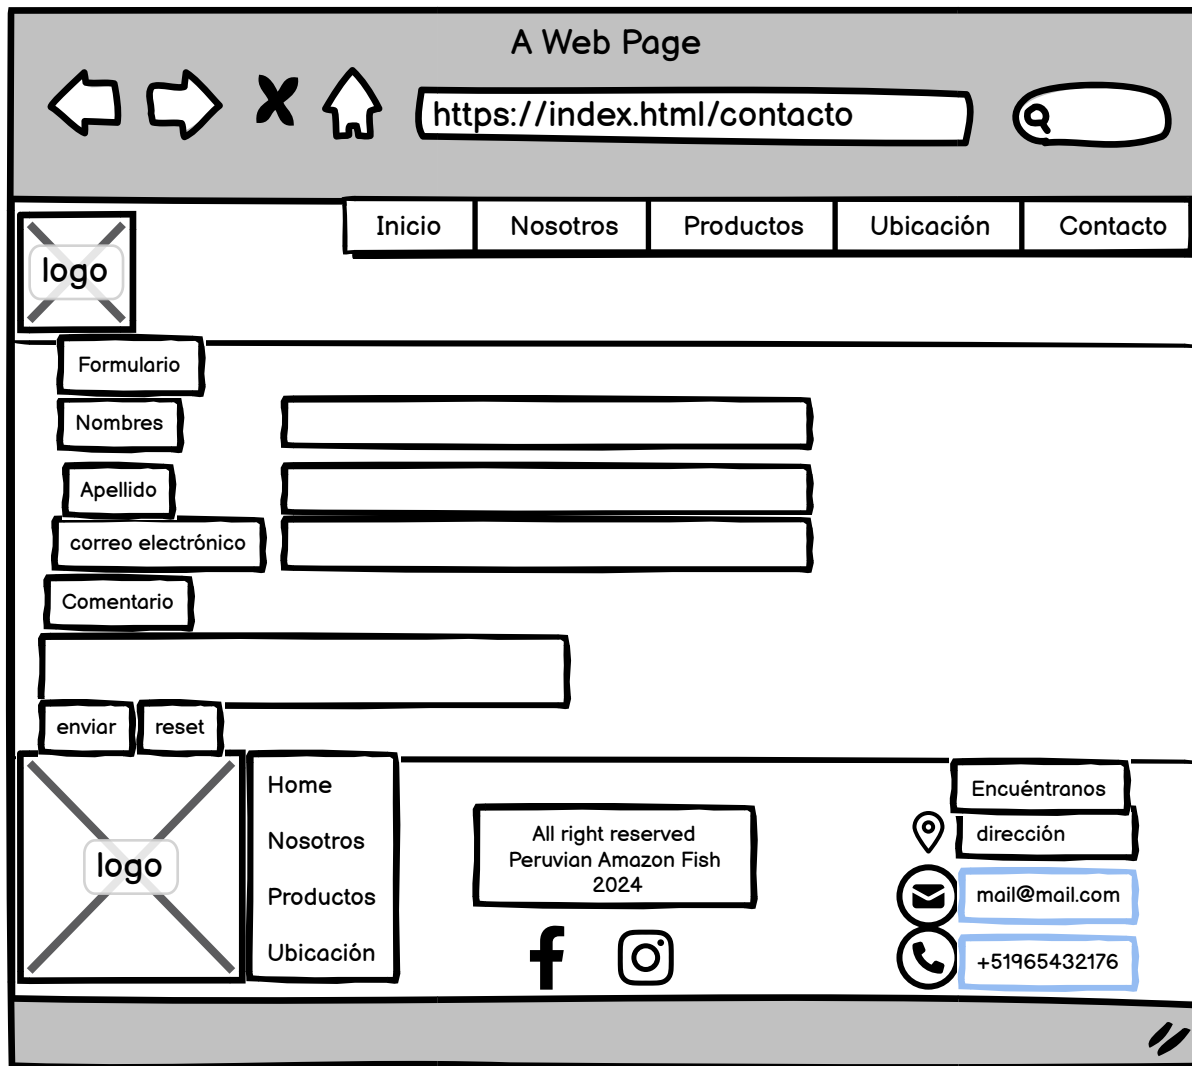 A Web Page
https://index.html/contacto
Inicio
Nosotros
Productos
Ubicación
Contacto
logo
Formulario
Nombres
Apellido
correo electrónico
Comentario
enviar
reset
logo
Home
Nosotros
Productos
Ubicación
All right reserved
Peruvian Amazon Fish
2024
Encuéntranos
dirección
mail@mail.com
+51965432176